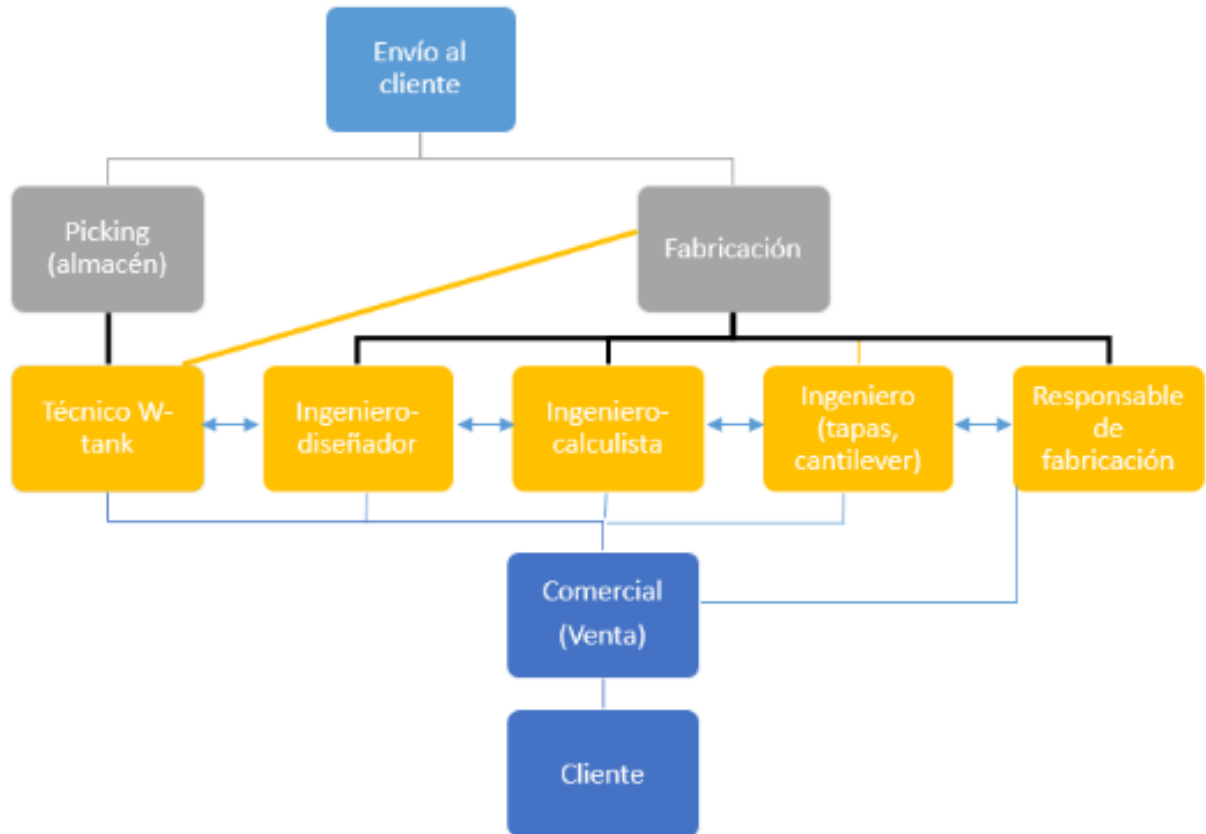 Envío al
cliente
Picking
(almacén)
Fabricación
Técnico W-
tank
Ingeniero-
diseñador
Ingeniero-
calculista
Ingeniero
(tapas,
cantilever)
Responsable
de
fabricación
Comercial
(Venta)
Cliente